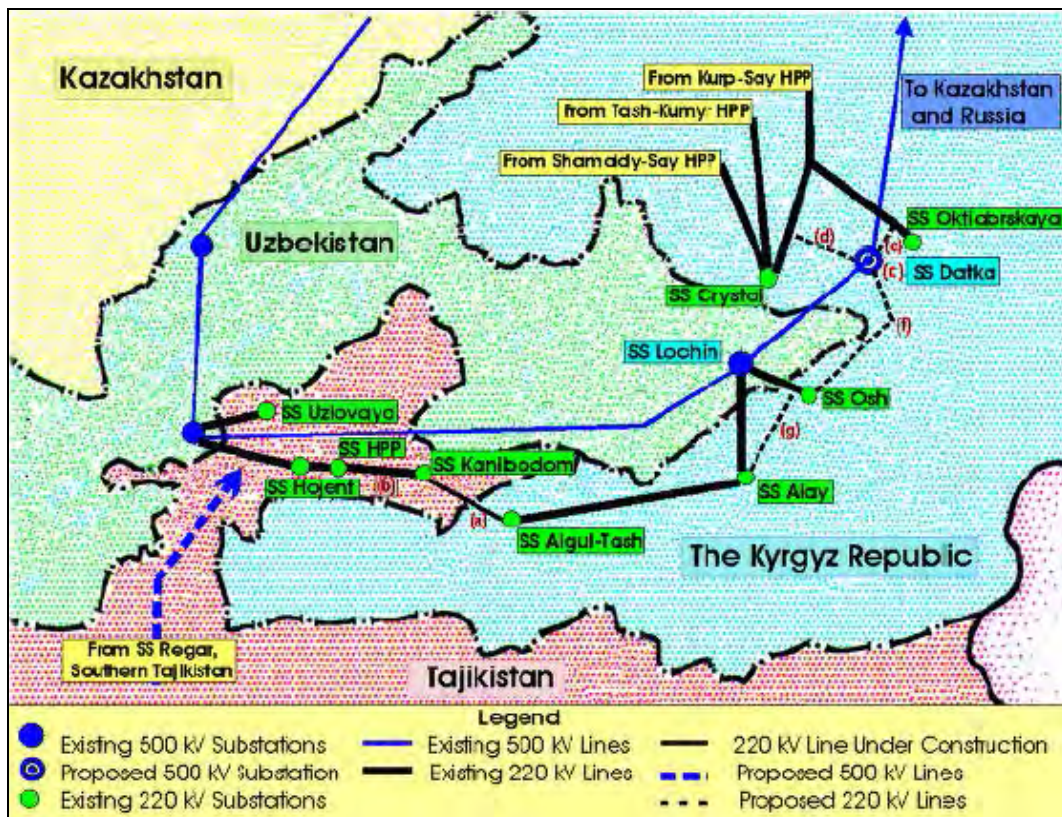 Kazakhstan
From Kurp-Say HPP
To Kazakhstan
and Russia
From Tash-Kumyr HPP
From Shamaldy-Say HPP
Uzbekistan
SS Oktiabrskaya
(d)
(e)
SS Datka
(c)
SS Crystal
(f)
SS Lochin
SS Uzlovaya
SS Osh
(g)
SS HPP
SS Kanibodom
SS Hojent
(b)
SS Alay
(a)
SS Aigul-Tash
The Kyrgyz Republic
From SS Regar,
Southern Tajikistan
Tajikistan
Legend
Existing 500 kV Substations
Existing 500 kV Lines
220 kV Line Under Construction
Proposed 500 kV Substation
Existing 220 kV Lines
Proposed 500 kV Lines
Existing 220 kV Substations
Proposed 220 kV Lines